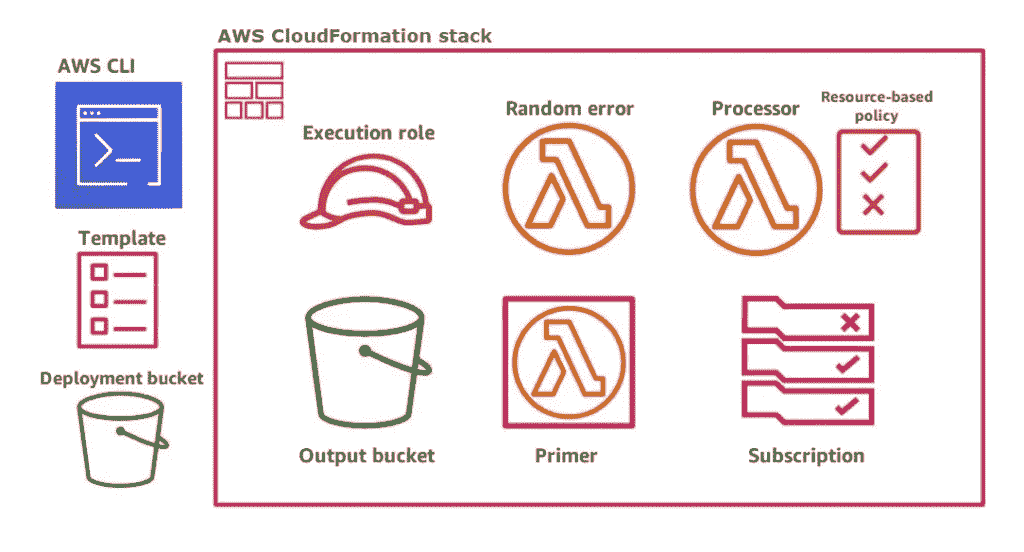 AWS CloudFormation stack
AWS CLI
Template
Deployment bucket
Execution role
Random error
Processor
Resource-based
policy
Output bucket
Primer
Subscription